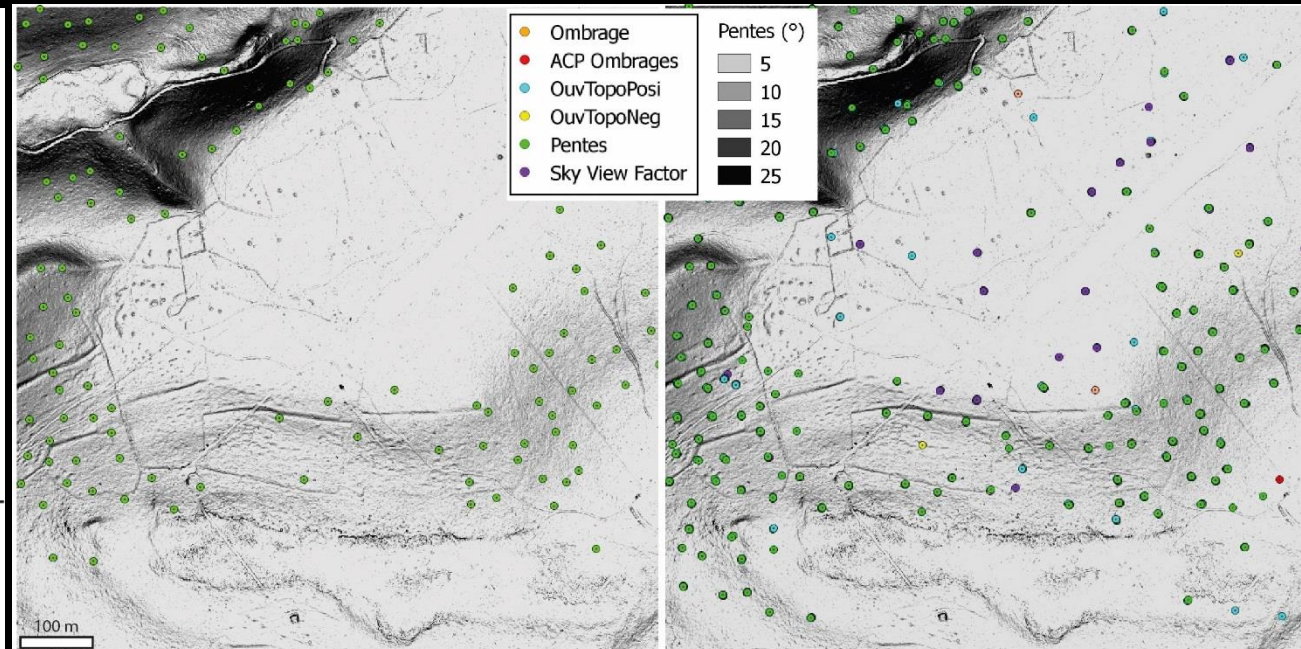 Ombrage
ACP Ombrages
OuvTopoPosi
OuvTopoNeg
Pentes
Sky View Factor
Pentes (°)
5
10
15
20
25
100 m